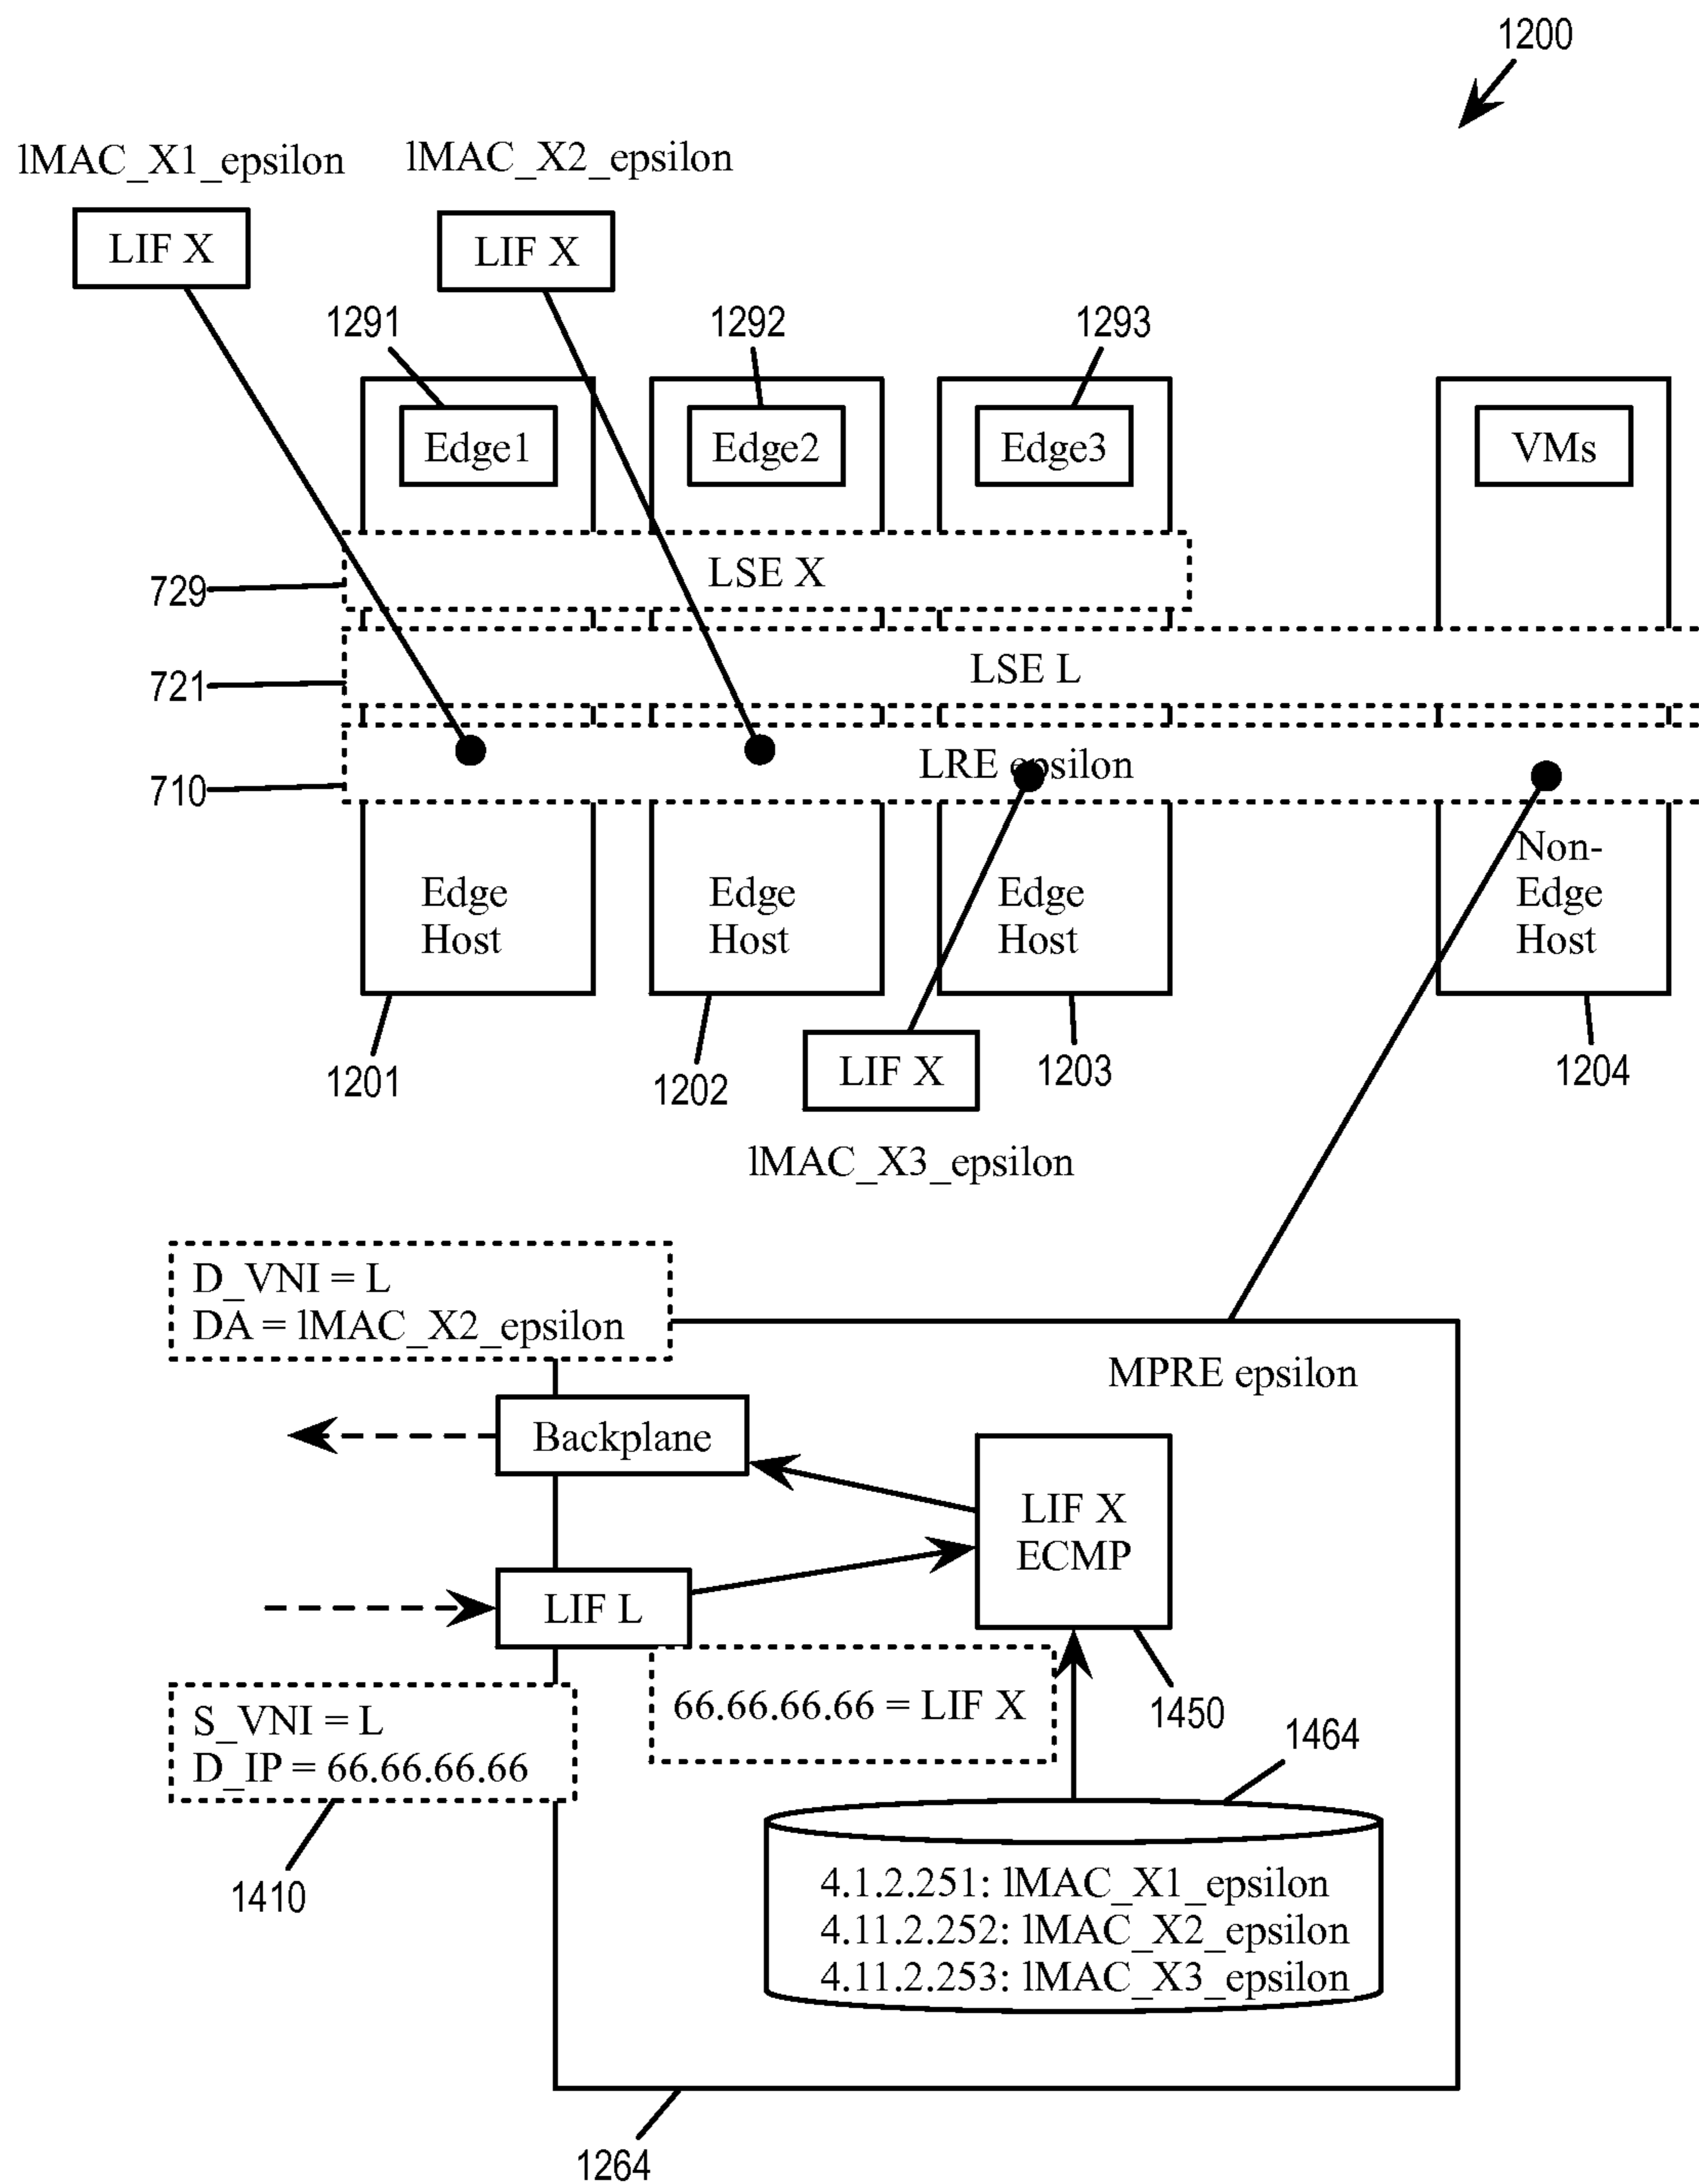 1200
lMAC_X1_epsilon
lMAC_X2_epsilon
LIF X
LIF X
1291
1292
1293
Edge1
Edge2
Edge3
VMs
LSE X
729
LSE L
721
LRE epsilon
710
Edge
Host
Edge
Host
Edge
Host
Non-
Edge
Host
1201
1202
LIF X
1203
1204
lMAC_X3_epsilon
D_VNI = L
DA = lMAC_X2_epsilon
MPRE epsilon
Backplane
LIF X
ECMP
LIF L
S_VNI = L
D_IP = 66.66.66.66
66.66.66.66 = LIF X
1450
1464
1410
4.1.2.251: lMAC_X1_epsilon
4.11.2.252: lMAC_X2_epsilon
4.11.2.253: lMAC_X3_epsilon
1264